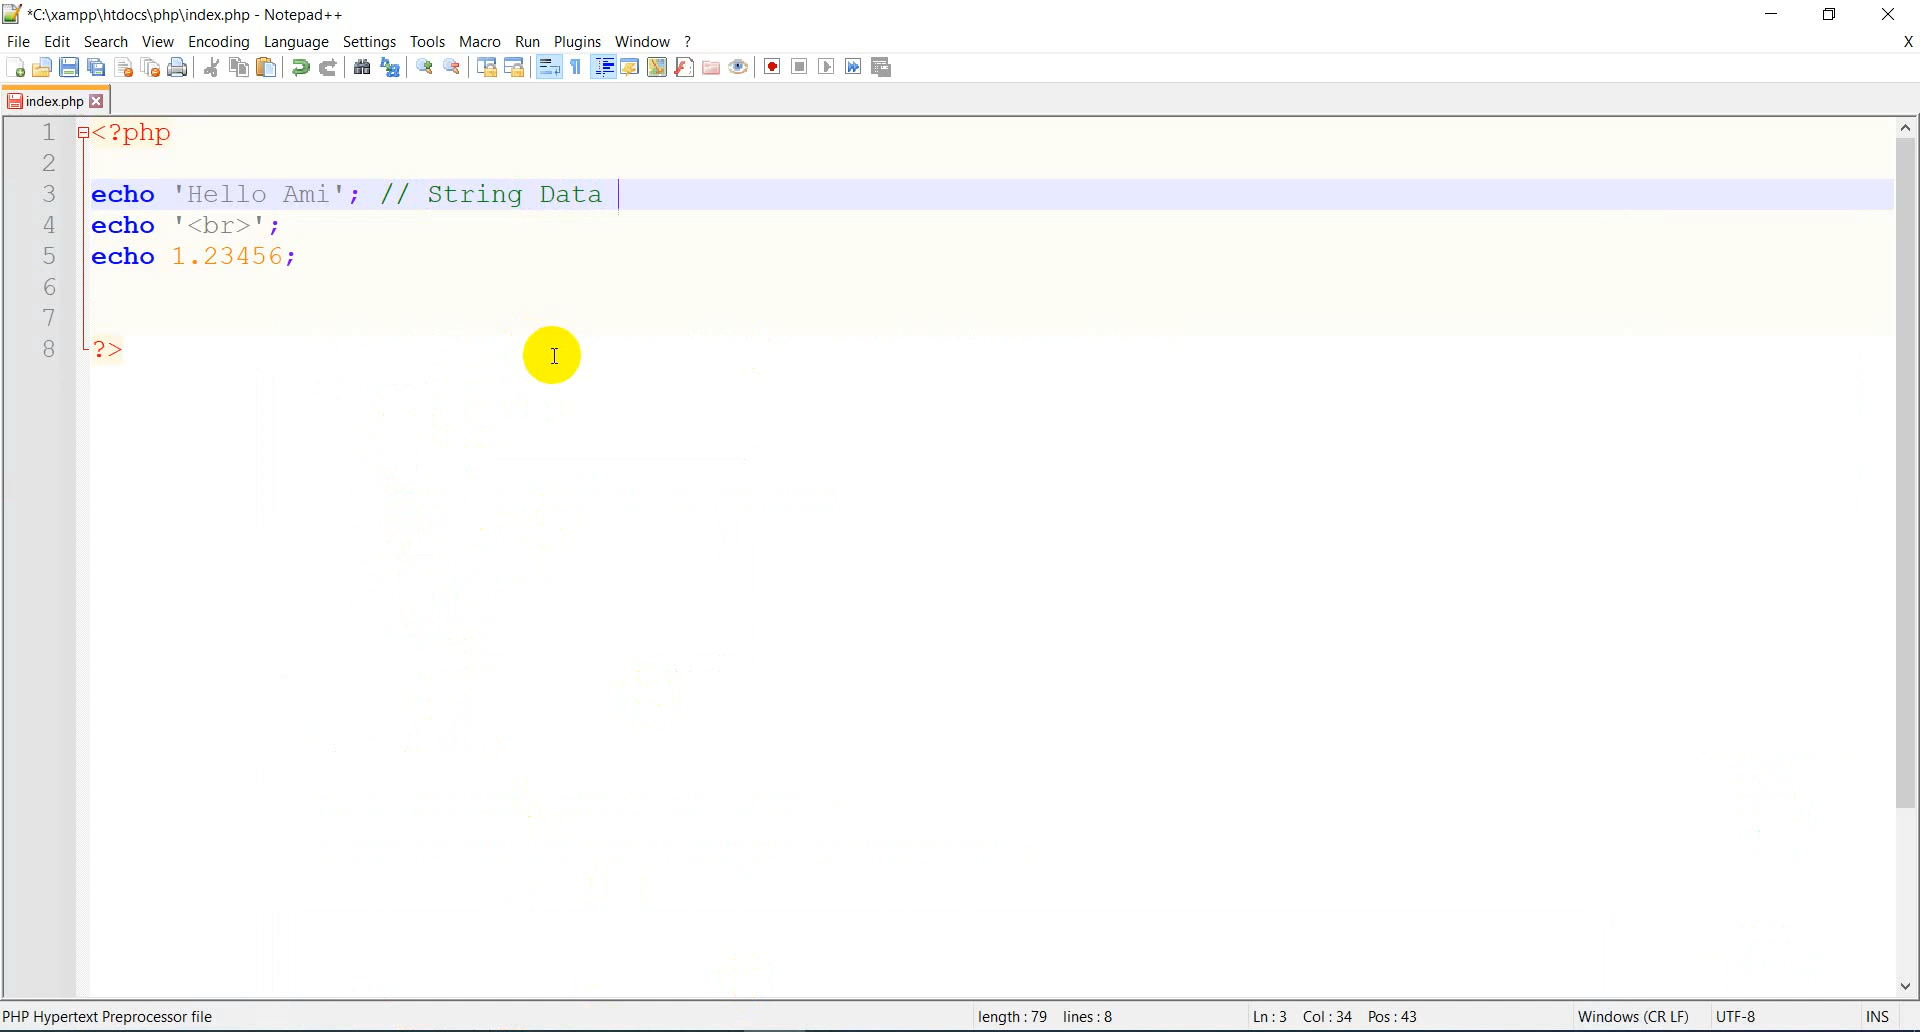 *C:\xampp\htdocs\php\index.php - Notepad++
File Edit Search View Encoding Language Settings Tools Macro Run Plugins Window ? X
index.php
1 <?php
2
3 echo 'Hello Ami'; // String Data
4 echo '<br>';
5 echo 1.23456;
6
7
8 ?>
PHP Hypertext Preprocessor file length : 79 lines : 8 Ln : 3 Col : 34 Pos : 43 Windows (CR LF) UTF-8 INS